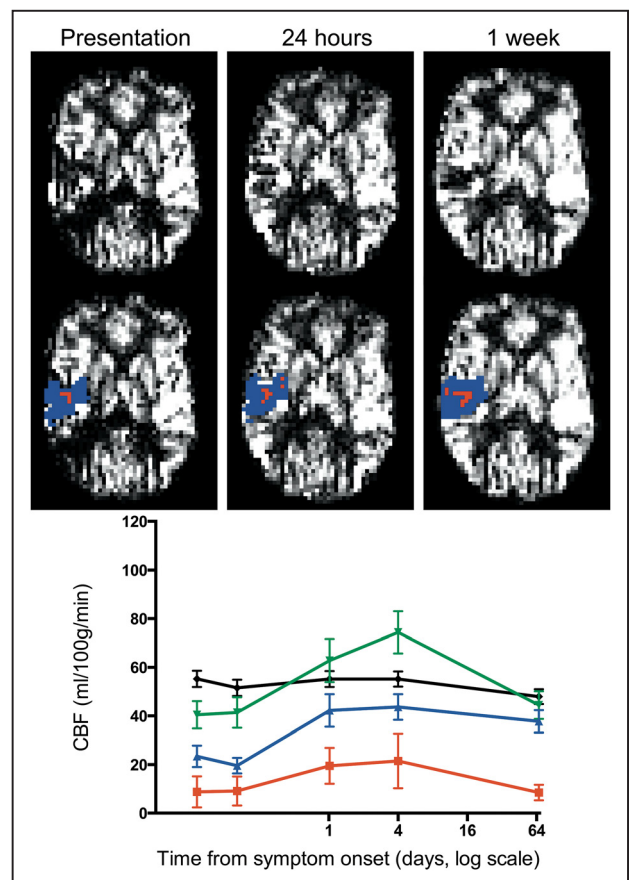 Presentation 24 hours 1 week
120
100
80
60
40
20
0
CBF (ml/100g/min)
1 4 16 64
Time from symptom onset (days, log scale)